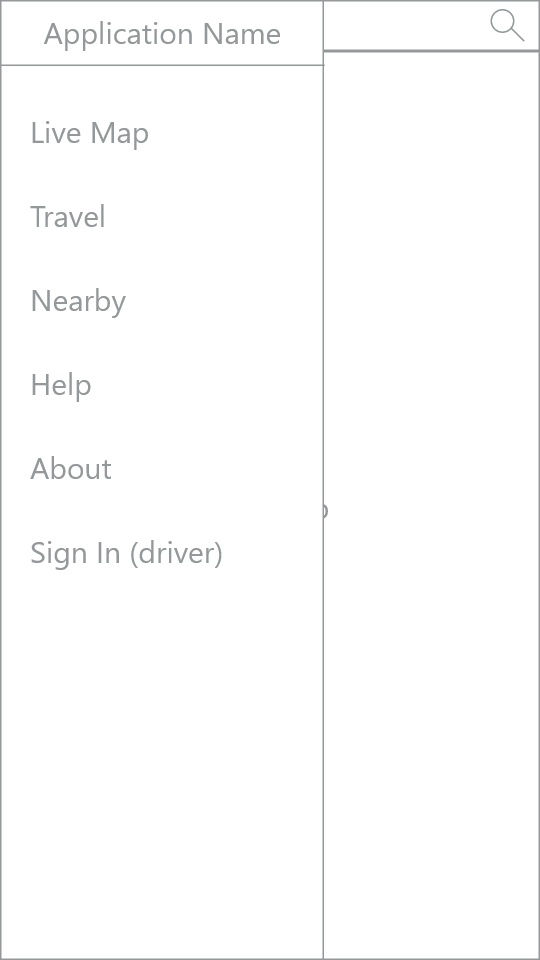 Application Name
Live Map
Travel
Nearby
Help
About
Sign In (driver)